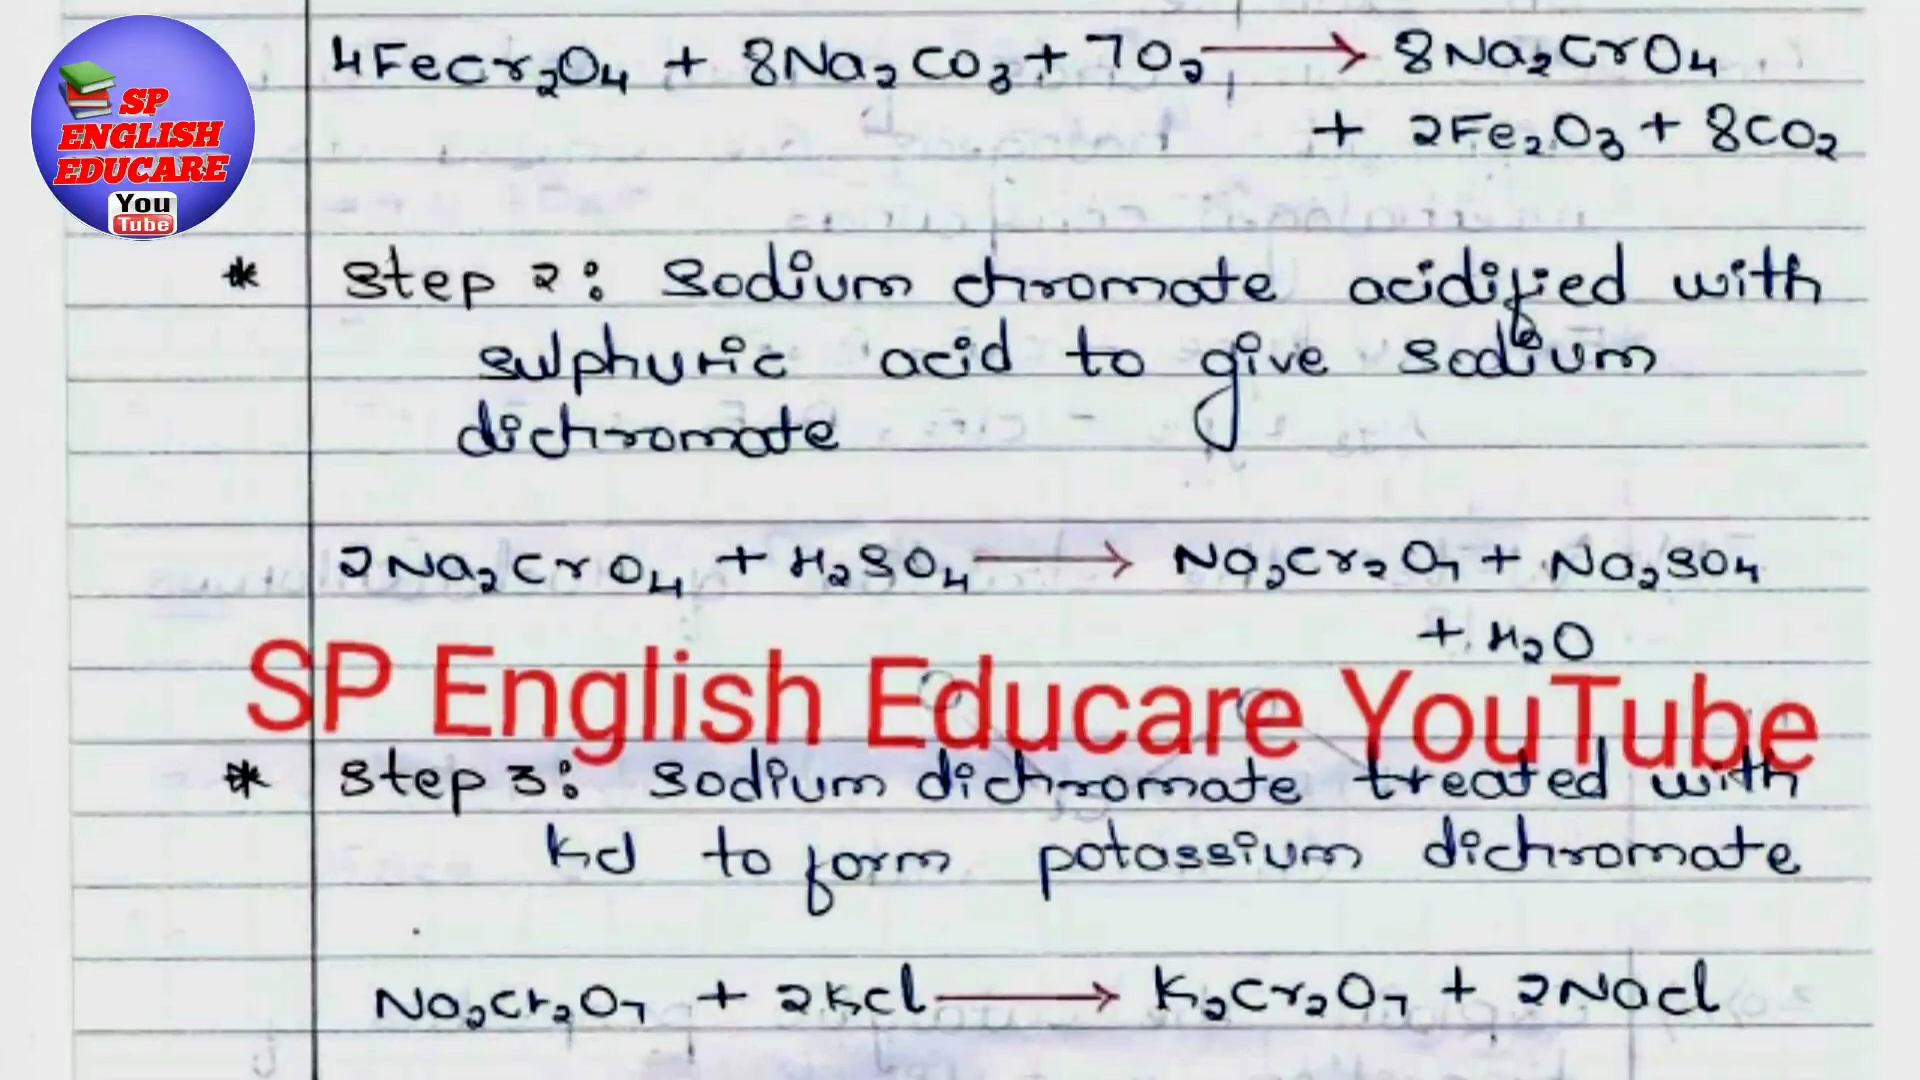 SP
ENGLISH
EDUCARE
You
Tube
4FeCr₂O₄ + 8Na₂CO₃ + 7O₂ ⟶ 8Na₂CrO₄
+ 2Fe₂O₃ + 8CO₂
* Step 2: Sodium chromate acidified with
sulphuric acid to give sodium
dichromate
2Na₂CrO₄ + H₂SO₄ ⟶ Na₂Cr₂O₇ + Na₂SO₄
+ H₂O
SP English Educare YouTube
* Step 3: Sodium dichromate treated with
KCl to form potassium dichromate
Na₂Cr₂O₇ + 2KCl ⟶ K₂Cr₂O₇ + 2NaCl